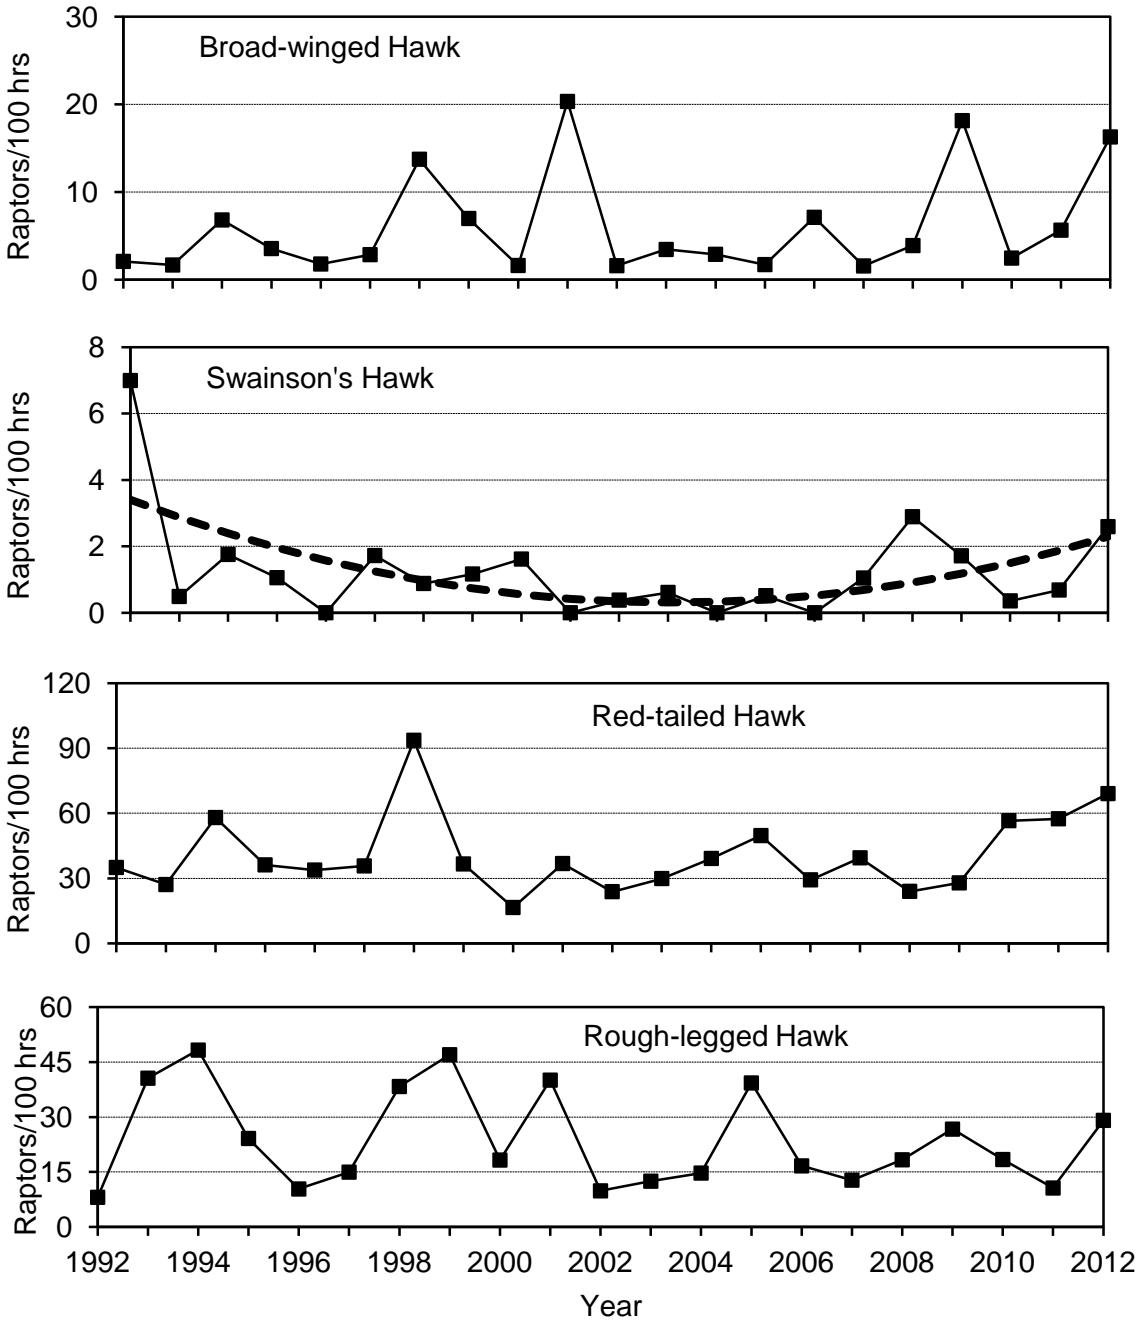 30
Broad-winged Hawk
20
10
0
Raptors/100 hrs
8
Swainson's Hawk
6
4
2
0
Raptors/100 hrs
120
Red-tailed Hawk
90
60
30
0
Raptors/100 hrs
60
Rough-legged Hawk
45
30
15
0
Raptors/100 hrs
1992 1994 1996 1998 2000 2002 2004 2006 2008 2010 2012
Year